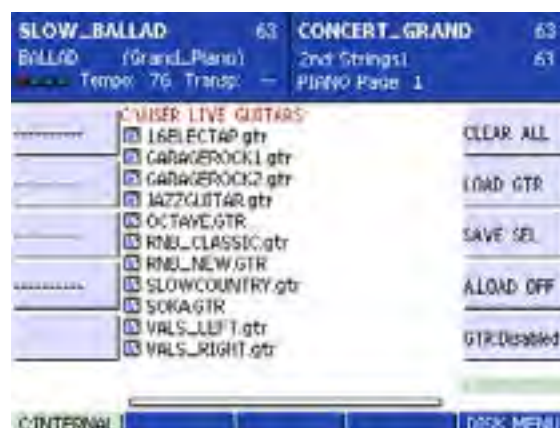 SLOW_BALLAD 63 CONCERT_GRAND 63
BALLAD (Grand_Piano) 2nd Strings1 63
Tempo: 76 Transp: -- PIANO Page 1
C:\USER LIVE GUITARS\
16ELECTAP.gtr
GARAGEROCK1.gtr
GARAGEROCK2.gtr
JAZZGUITAR.gtr
OCTAVE.GTR
RNB_CLASSIC.gtr
RNB_NEW.GTR
SLOWCOUNTRY.gtr
SOKA.GTR
VALS_LEFT.gtr
VALS_RIGHT.gtr
CLEAR ALL
LOAD GTR
SAVE SEL
A.LOAD OFF
GTR:Disabled
C:INTERNAL DISK MENU